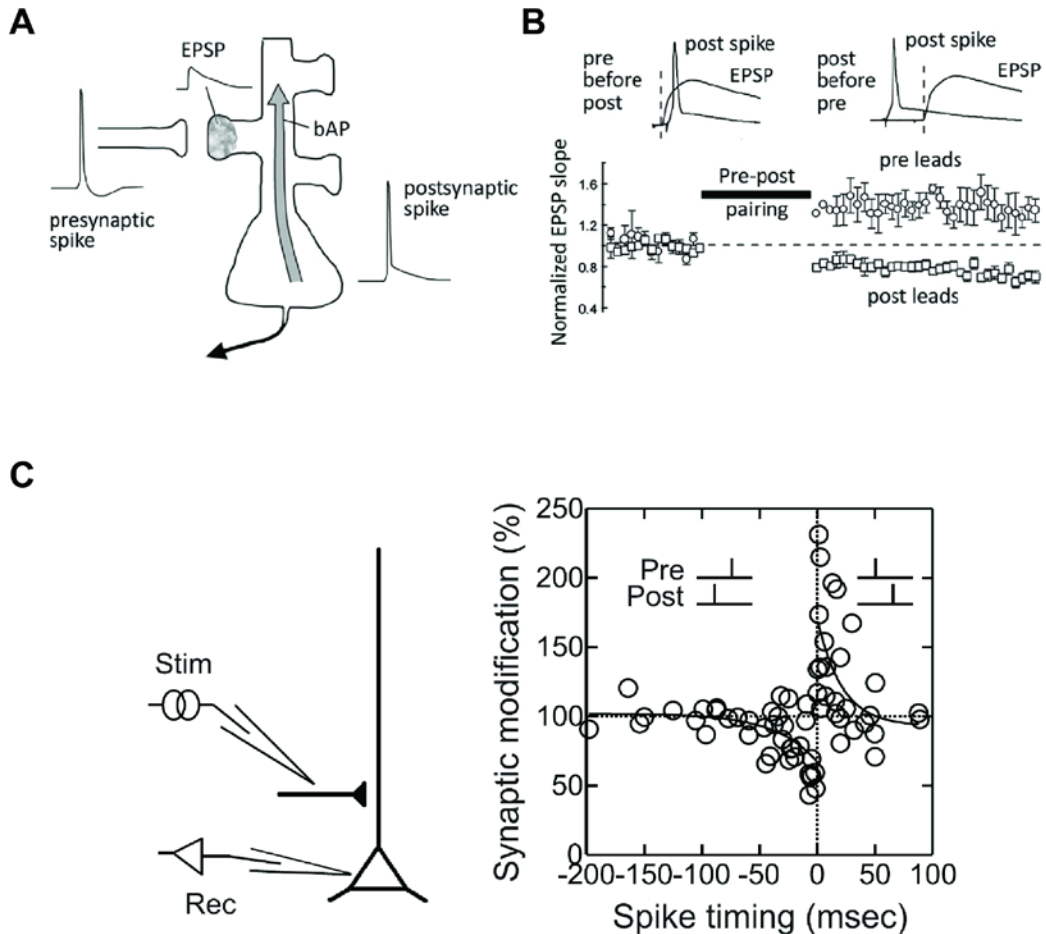 A
EPSP
bAP
presynaptic
spike
postsynaptic
spike
B
pre
before
post
post spike
EPSP
post
before
pre
post spike
EPSP
Normalized EPSP slope
1.6
1.2
0.8
0.4
Pre-post
pairing
pre leads
post leads
C
Stim
Rec
Synaptic modification (%)
250
200
150
100
50
0
Pre
Post
-200 -150 -100 -50 0 50 100
Spike timing (msec)